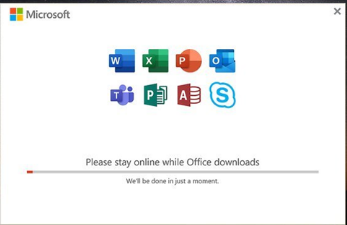 Microsoft
W X P O
T P A S
Please stay online while Office downloads
We'll be done in just a moment.